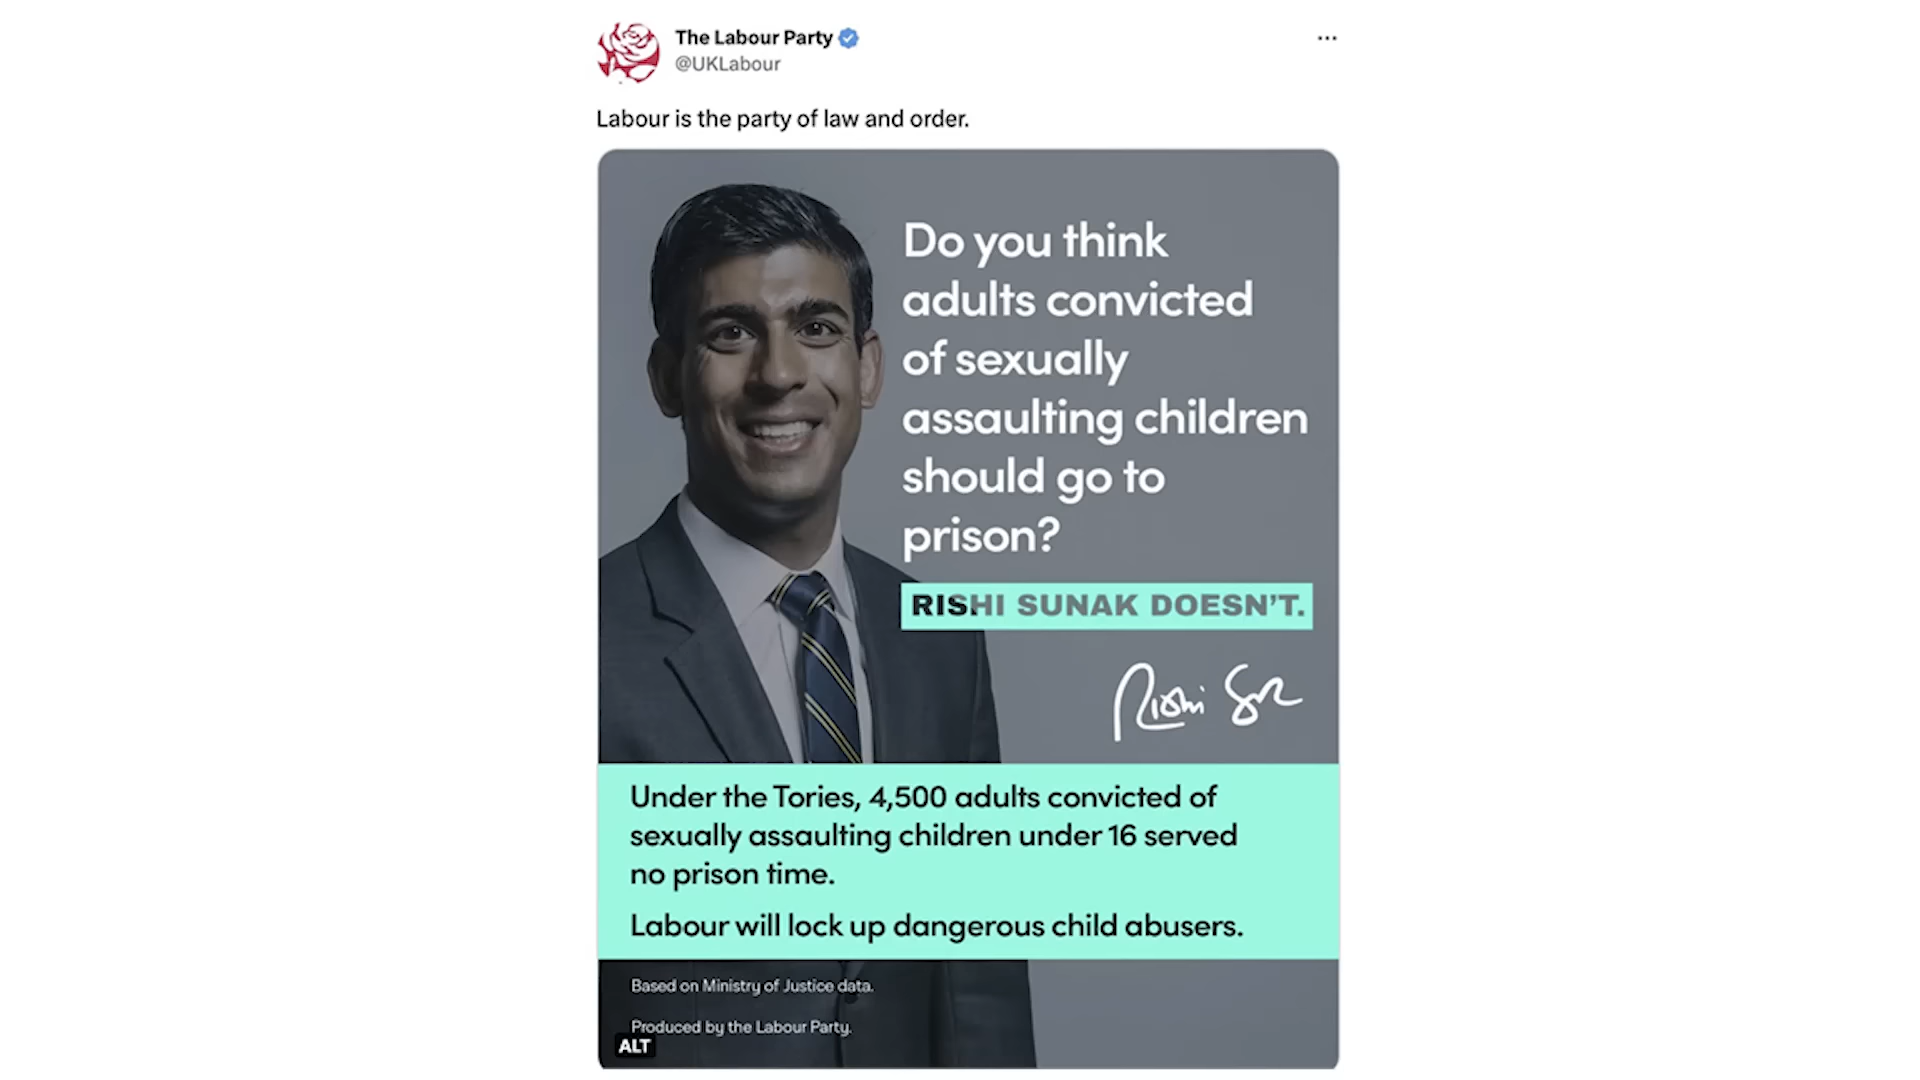 The Labour Party
@UKLabour
Labour is the party of law and order.
Do you think
adults convicted
of sexually
assaulting children
should go to
prison?
RISHI SUNAK DOESN'T.
Rishi Sunak
Under the Tories, 4,500 adults convicted of
sexually assaulting children under 16 served
no prison time.
Labour will lock up dangerous child abusers.
Based on Ministry of Justice data.
Produced by the Labour Party.
ALT